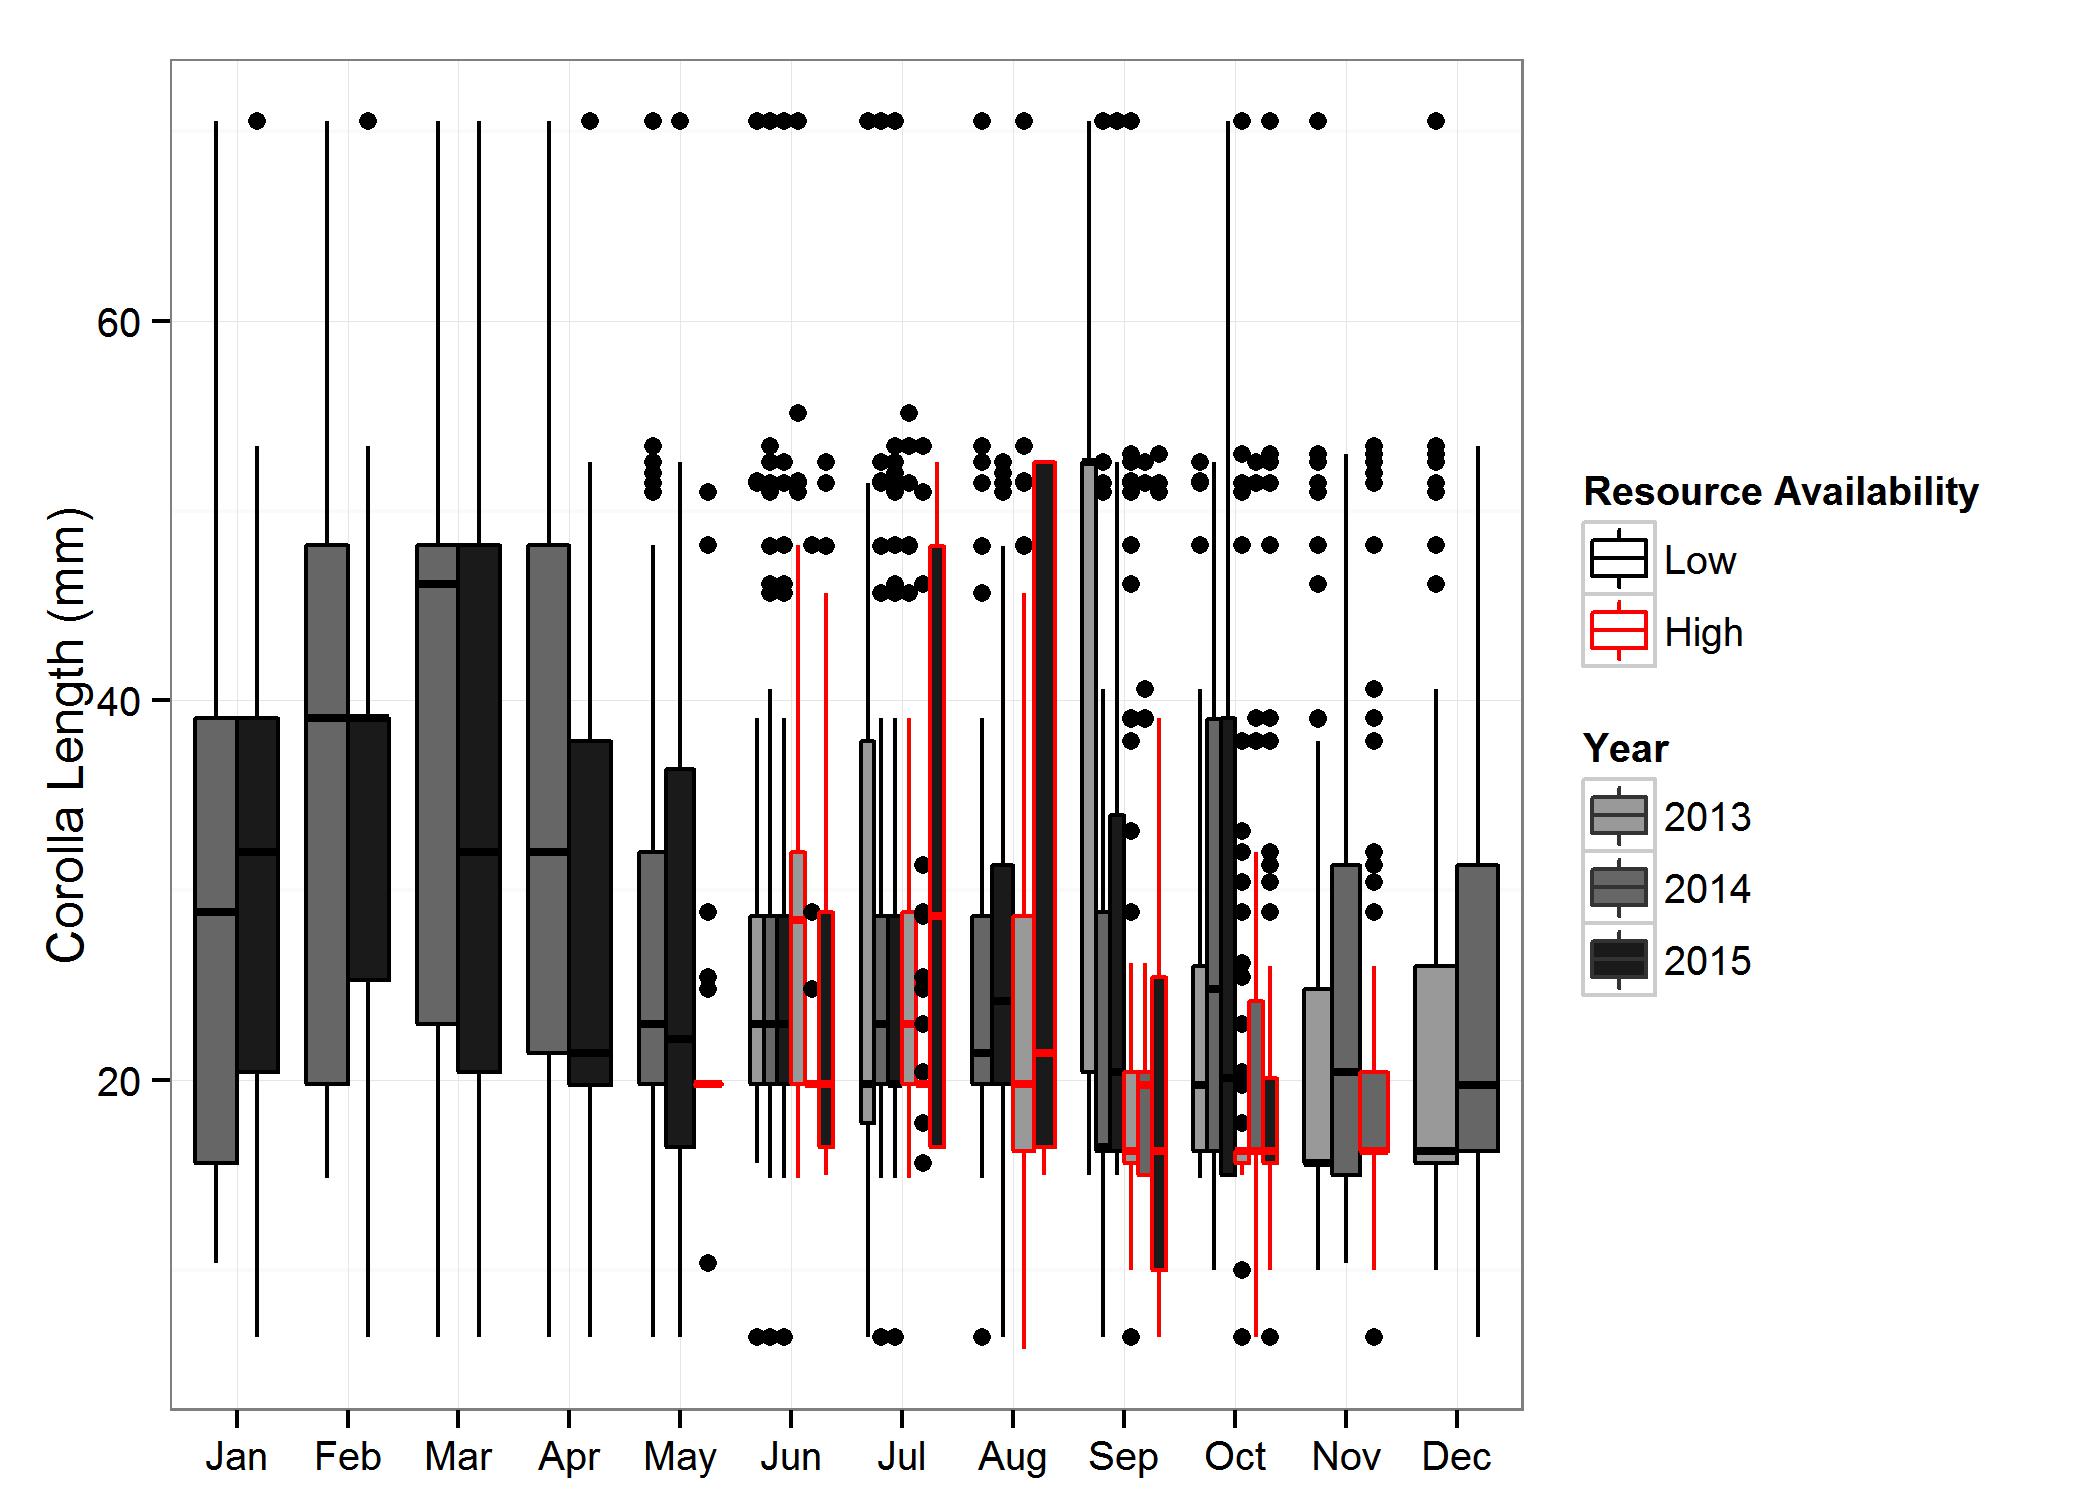 Corolla Length (mm)
60
40
20
Jan Feb Mar Apr May Jun Jul Aug Sep Oct Nov Dec
Resource Availability
Low
High
Year
2013
2014
2015